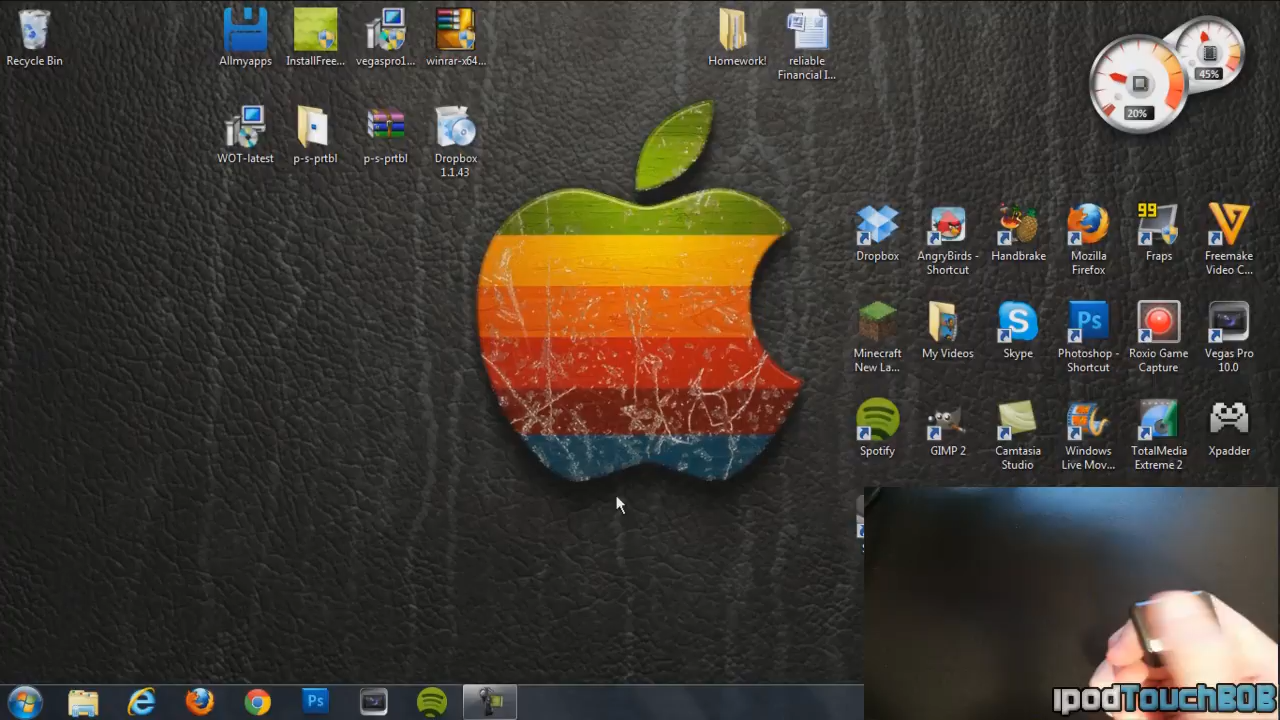 Recycle Bin
Allmyapps
InstallFree...
vegaspro1...
winrar-x64...
Homework!
reliable
Financial I...
45%
20%
WOT-latest
p-s-prtbl
p-s-prtbl
Dropbox
1.1.43
99
Dropbox
AngryBirds -
Shortcut
Handbrake
Mozilla
Firefox
Fraps
Freemake
Video C...
Minecraft
New La...
My Videos
Skype
Photoshop -
Shortcut
Roxio Game
Capture
Vegas Pro
10.0
Spotify
GIMP 2
Camtasia
Studio
Windows
Live Mov...
TotalMedia
Extreme 2
Xpadder
Ps
Ps
ipodTouchBOB